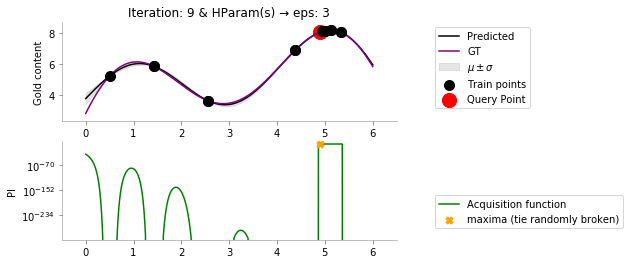 Iteration: 9 & HParam(s) → eps: 3
Gold content
8
6
4
0 1 2 3 4 5 6
Predicted
GT
μ ± σ
Train points
Query Point
PI
10⁻⁷⁰
10⁻¹⁵²
10⁻²³⁴
0 1 2 3 4 5 6
Acquisition function
maxima (tie randomly broken)